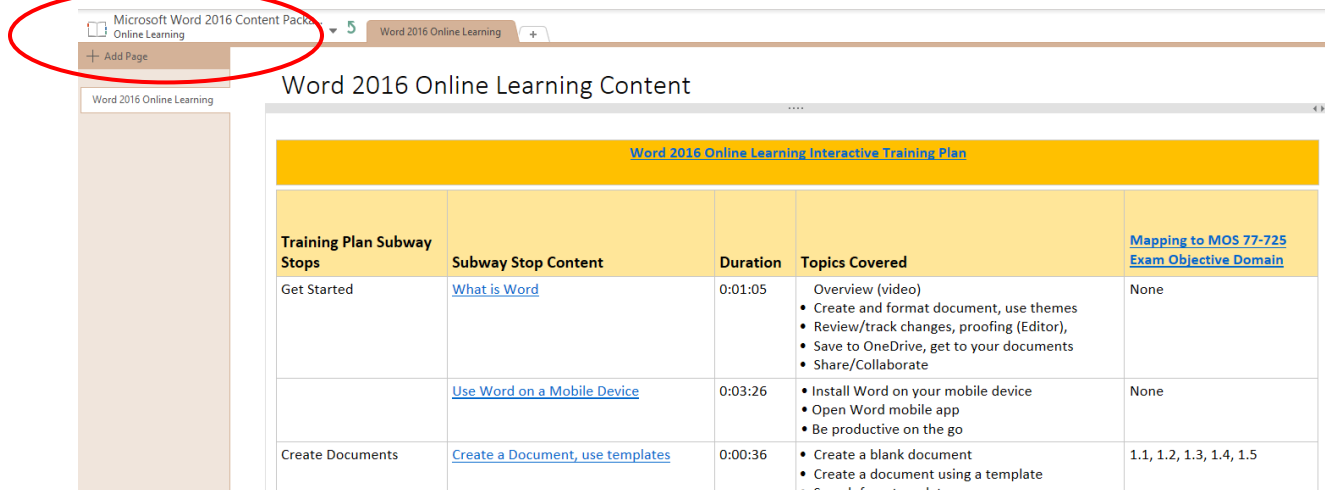 Microsoft Word 2016 Content Packa...
Online Learning
Word 2016 Online Learning
+
+ Add Page
Word 2016 Online Learning
Word 2016 Online Learning Content
Word 2016 Online Learning Interactive Training Plan
Training Plan Subway
Stops
Subway Stop Content
Duration
Topics Covered
Mapping to MOS 77-725
Exam Objective Domain
Get Started
What is Word
0:01:05
Overview (video)
• Create and format document, use themes
• Review/track changes, proofing (Editor),
• Save to OneDrive, get to your documents
• Share/Collaborate
None
Use Word on a Mobile Device
0:03:26
• Install Word on your mobile device
• Open Word mobile app
• Be productive on the go
None
Create Documents
Create a Document, use templates
0:00:36
• Create a blank document
• Create a document using a template
1.1, 1.2, 1.3, 1.4, 1.5